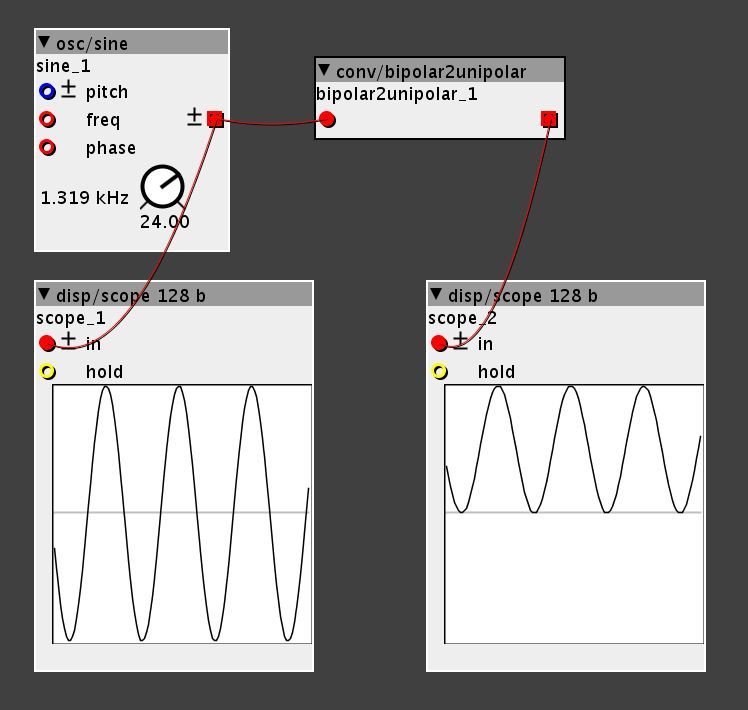 osc/sine
sine_1
± pitch
freq ±
phase
1.319 kHz
24.00
conv/bipolar2unipolar
bipolar2unipolar_1
disp/scope 128 b
scope_1
± in
hold
disp/scope 128 b
scope_2
± in
hold